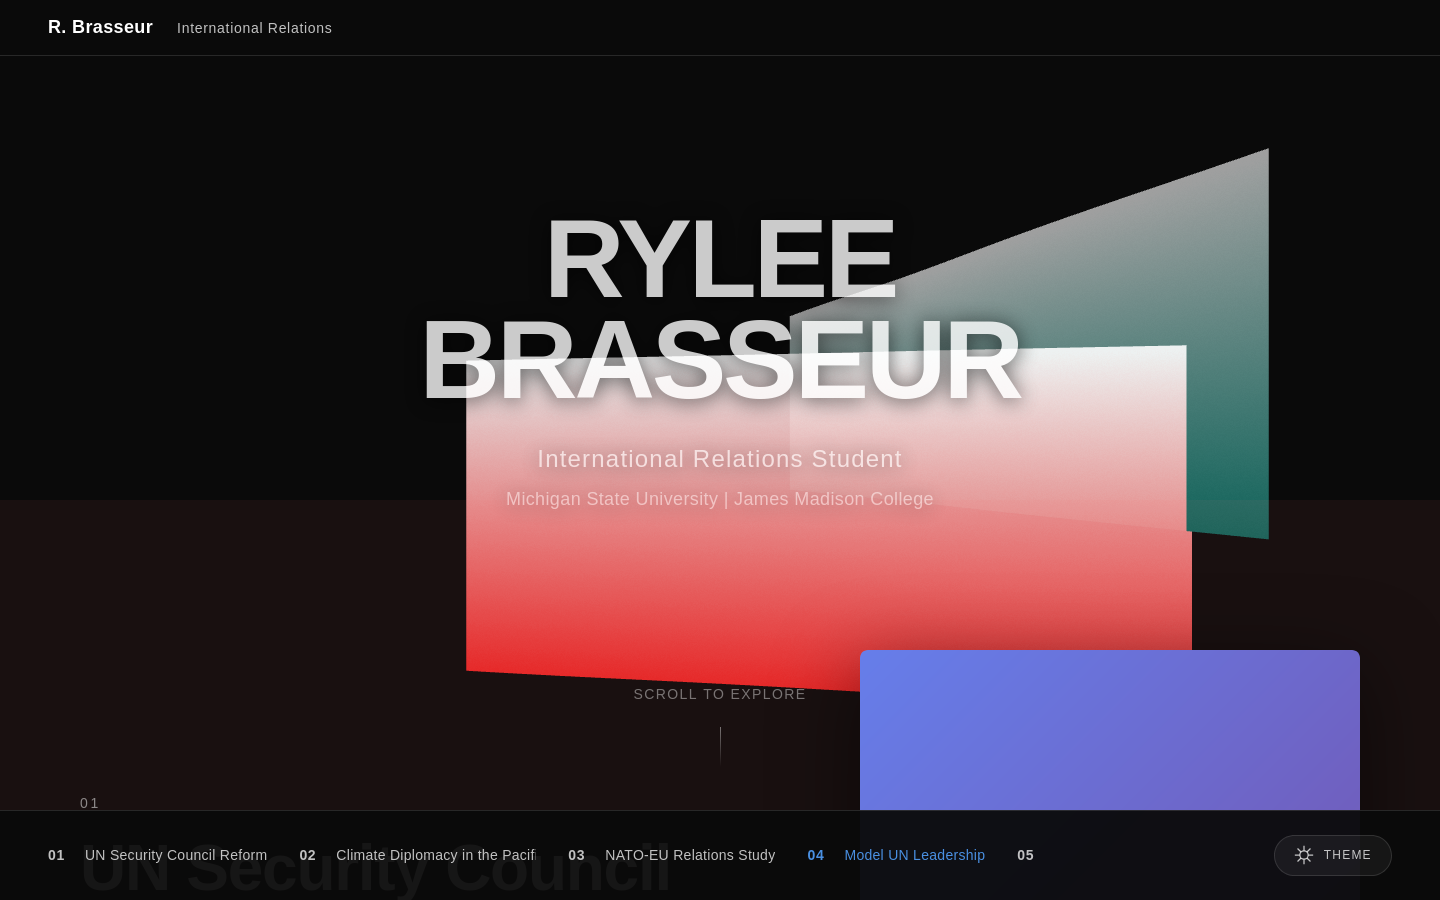 R. Brasseur
International Relations
RYLEE
BRASSEUR
International Relations Student
Michigan State University | James Madison College
SCROLL TO EXPLORE
01
UN Security Council
01 UN Security Council Reform
02 Climate Diplomacy in the Pacif
03 NATO-EU Relations Study
04 Model UN Leadership
05
THEME